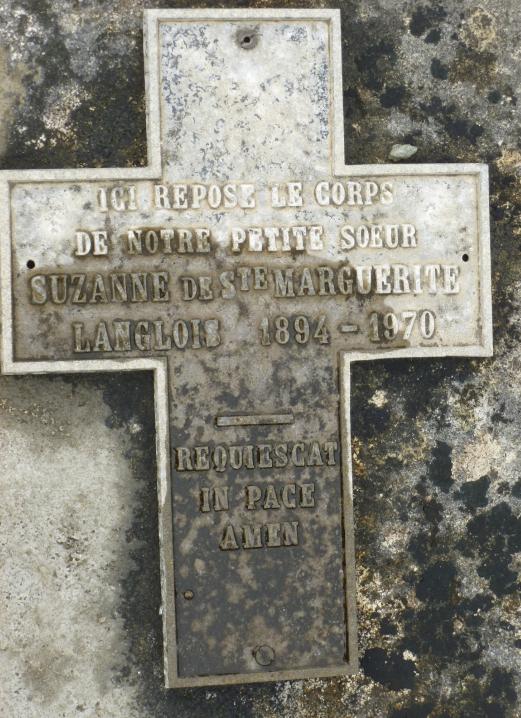 ICI REPOSE LE CORPS
DE NOTRE PETITE SOEUR
SUZANNE DE STE MARGUERITE
LANGLOIS 1894 - 1970
REQUIESCAT
IN PACE
AMEN